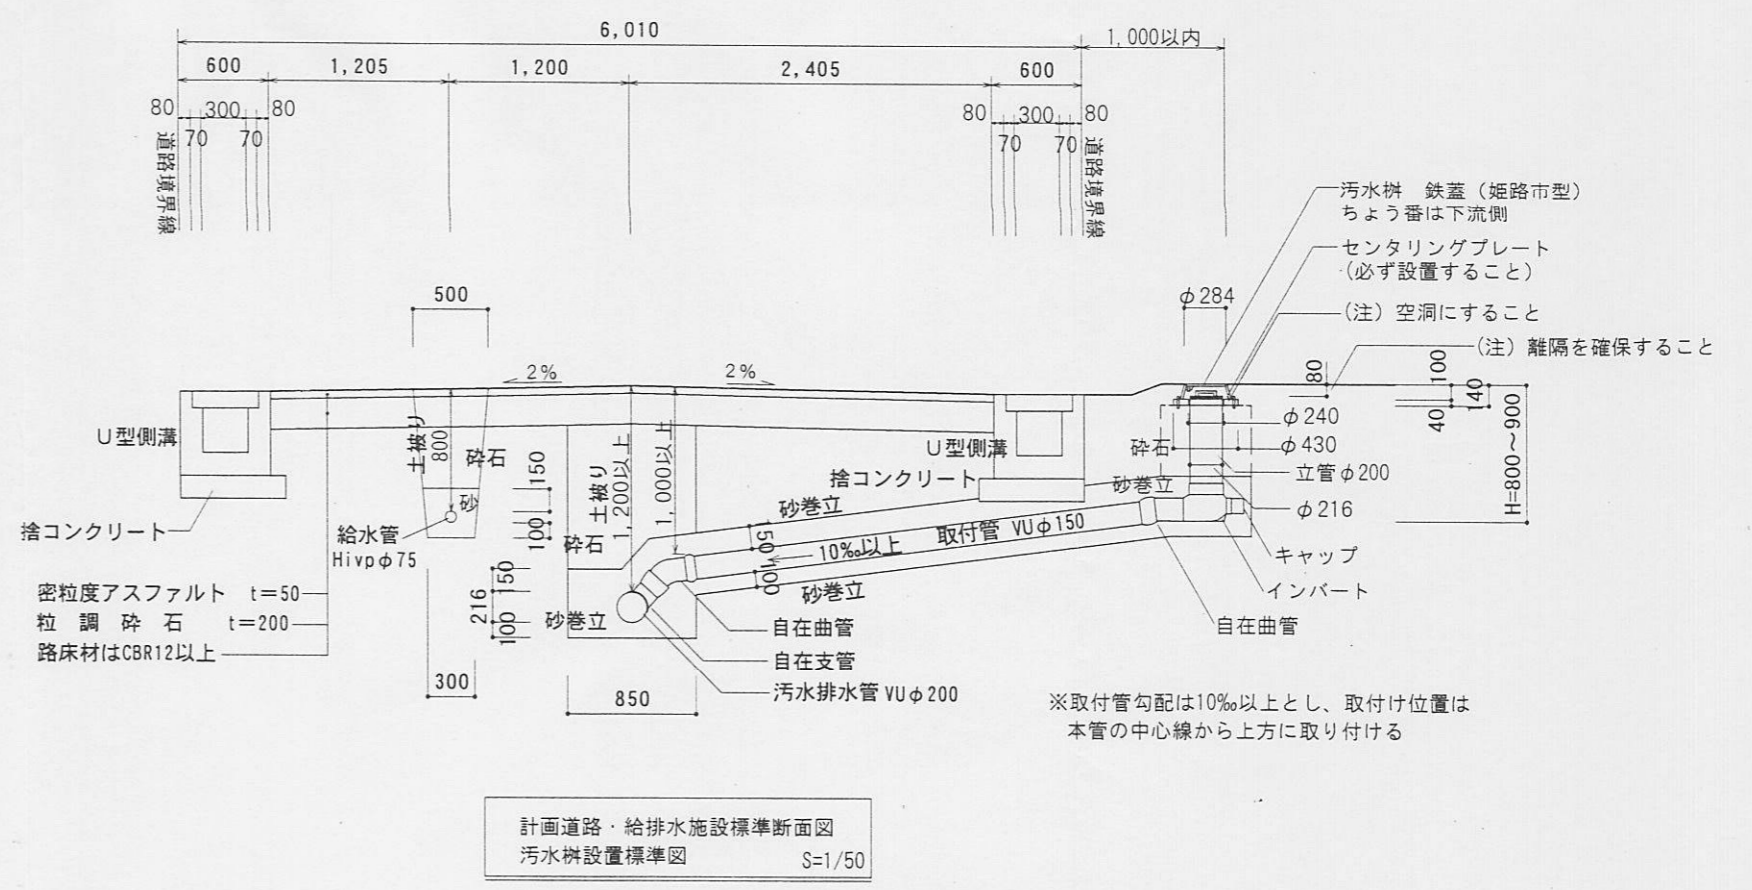 6,010
1,000以内
600
1,205
1,200
2,405
600
80
300
80
70
70
80
300
80
70
70
道路境界線
道路境界線
汚水桝 鉄蓋（姫路市型）
ちょう番は下流側
センタリングプレート
（必ず設置すること）
（注）空洞にすること
（注）離隔を確保すること
500
φ284
2%
2%
80
100
140
40
H=800～900
U型側溝
土被り
800
砕石
150
砂
100
捨コンクリート
給水管
Hivpφ75
土被り
1,200以上
1,000以上
砕石
U型側溝
捨コンクリート
砂巻立
150
10‰以上
取付管 VUφ150
100
砂巻立
砕石
砂巻立
φ240
φ430
立管φ200
φ216
キャップ
インバート
自在曲管
密粒度アスファルト t=50
粒調砕石 t=200
路床材はCBR12以上
150
216
100
砂巻立
300
850
自在曲管
自在支管
汚水排水管 VUφ200
※取付管勾配は10‰以上とし、取付け位置は
本管の中心線から上方に取り付ける
計画道路・給排水施設標準断面図
汚水桝設置標準図 S=1/50